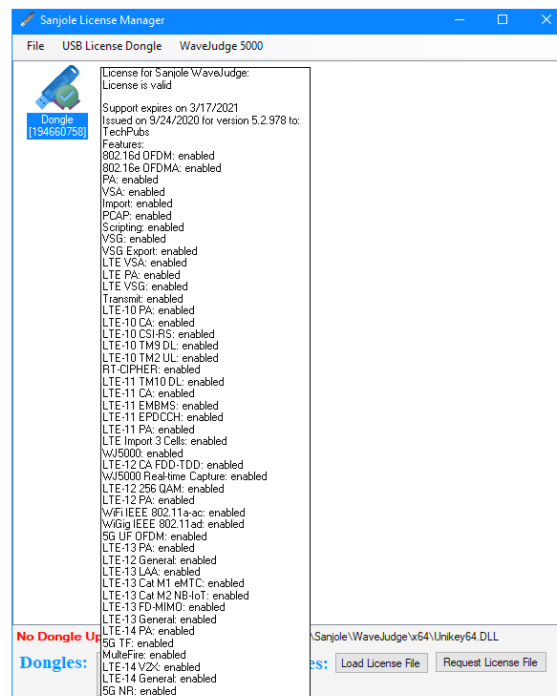 Sanjole License Manager
File USB License Dongle WaveJudge 5000
Dongle
[194660758]
License for Sanjole WaveJudge:
License is valid
Support expires on 3/17/2021
Issued on 9/24/2020 for version 5.2.978 to:
TechPubs
Features:
802.16d OFDM: enabled
802.16e OFDMA: enabled
PA: enabled
VSA: enabled
Import: enabled
PCAP: enabled
Scripting: enabled
VSG: enabled
VSG Export: enabled
LTE VSA: enabled
LTE PA: enabled
LTE VSG: enabled
Transmit: enabled
LTE-10 PA: enabled
LTE-10 CA: enabled
LTE-10 CSI-RS: enabled
LTE-10 TM9 DL: enabled
LTE-10 TM2 UL: enabled
RT-CIPHER: enabled
LTE-11 TM10 DL: enabled
LTE-11 CA: enabled
LTE-11 EMBMS: enabled
LTE-11 EPDCCH: enabled
LTE-11 PA: enabled
LTE Import 3 Cells: enabled
WJ5000: enabled
LTE-12 CA FDD-TDD: enabled
WJ5000 Real-time Capture: enabled
LTE-12 256 QAM: enabled
LTE-12 PA: enabled
WiFi IEEE 802.11a-ac: enabled
WiGig IEEE 802.11ad: enabled
5G UF OFDM: enabled
LTE-13 PA: enabled
LTE-12 General: enabled
LTE-13 LAA: enabled
LTE-13 Cat M1 eMTC: enabled
LTE-13 Cat M2 NB-IoT: enabled
LTE-13 FD-MIMO: enabled
LTE-13 General: enabled
LTE-14 PA: enabled
5G TF: enabled
MulteFire: enabled
LTE-14 V2X: enabled
LTE-14 General: enabled
5G NR: enabled
No Dongle Up \Sanjole\WaveJudge\x64\Unikey64.DLL
Dongles: es: Load License File Request License File